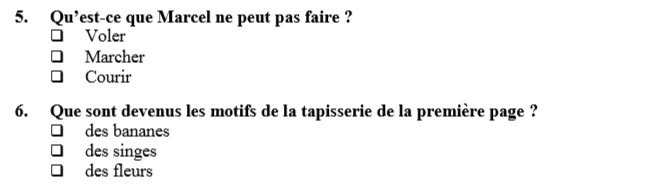 5. Qu’est-ce que Marcel ne peut pas faire ?
❑ Voler
❑ Marcher
❑ Courir
6. Que sont devenus les motifs de la tapisserie de la première page ?
❑ des bananes
❑ des singes
❑ des fleurs